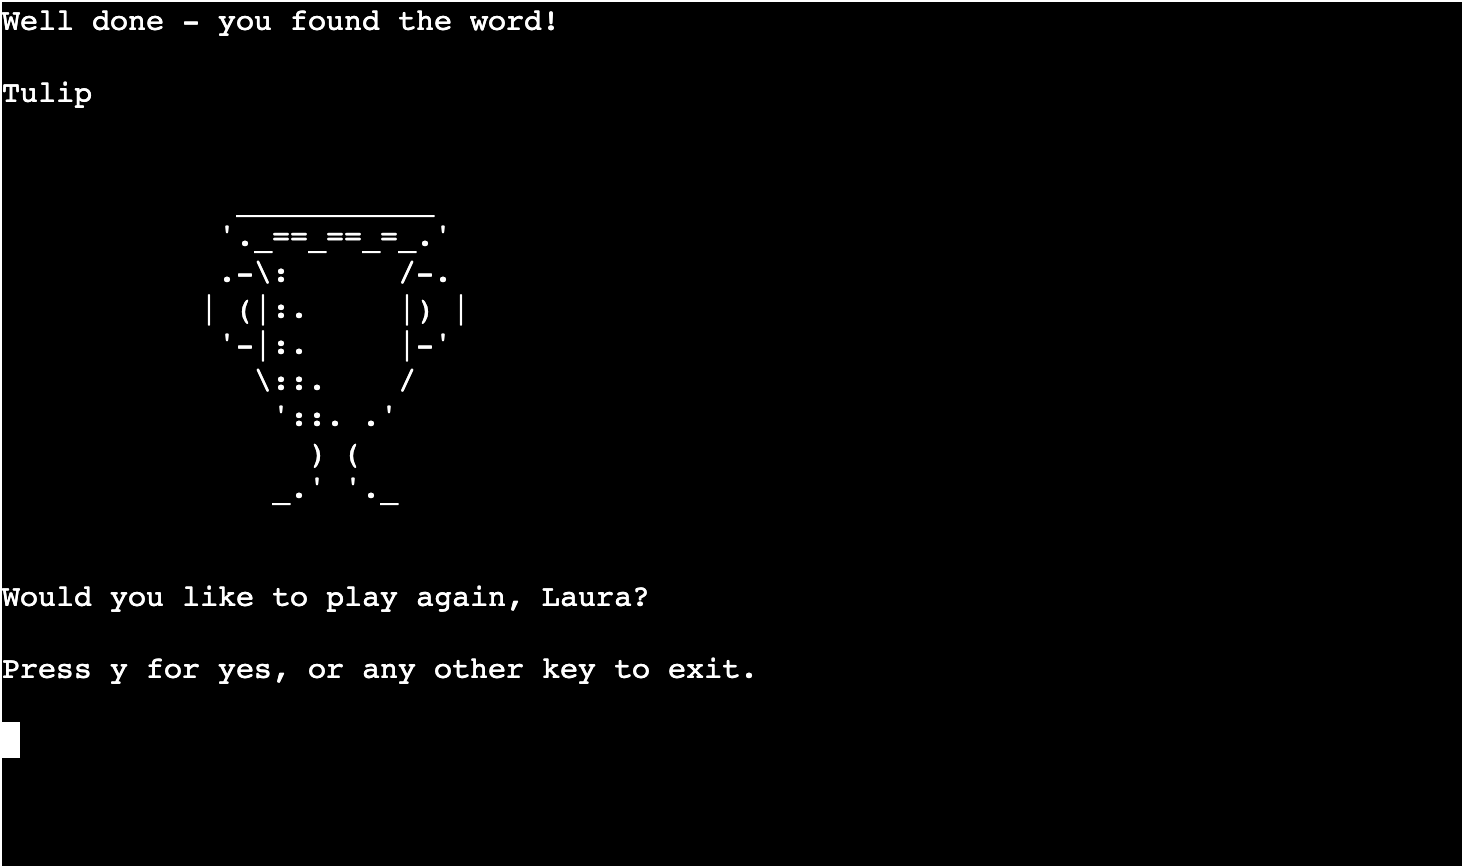 Well done - you found the word!
Tulip
            ___________
            '._==_==_=_.'
            .-\:      /-.
           | (|:.     |) |
            '-|:.     |-'
              \::.    /
               '::. .'
                 ) (
               _.' '._
Would you like to play again, Laura?
Press y for yes, or any other key to exit.